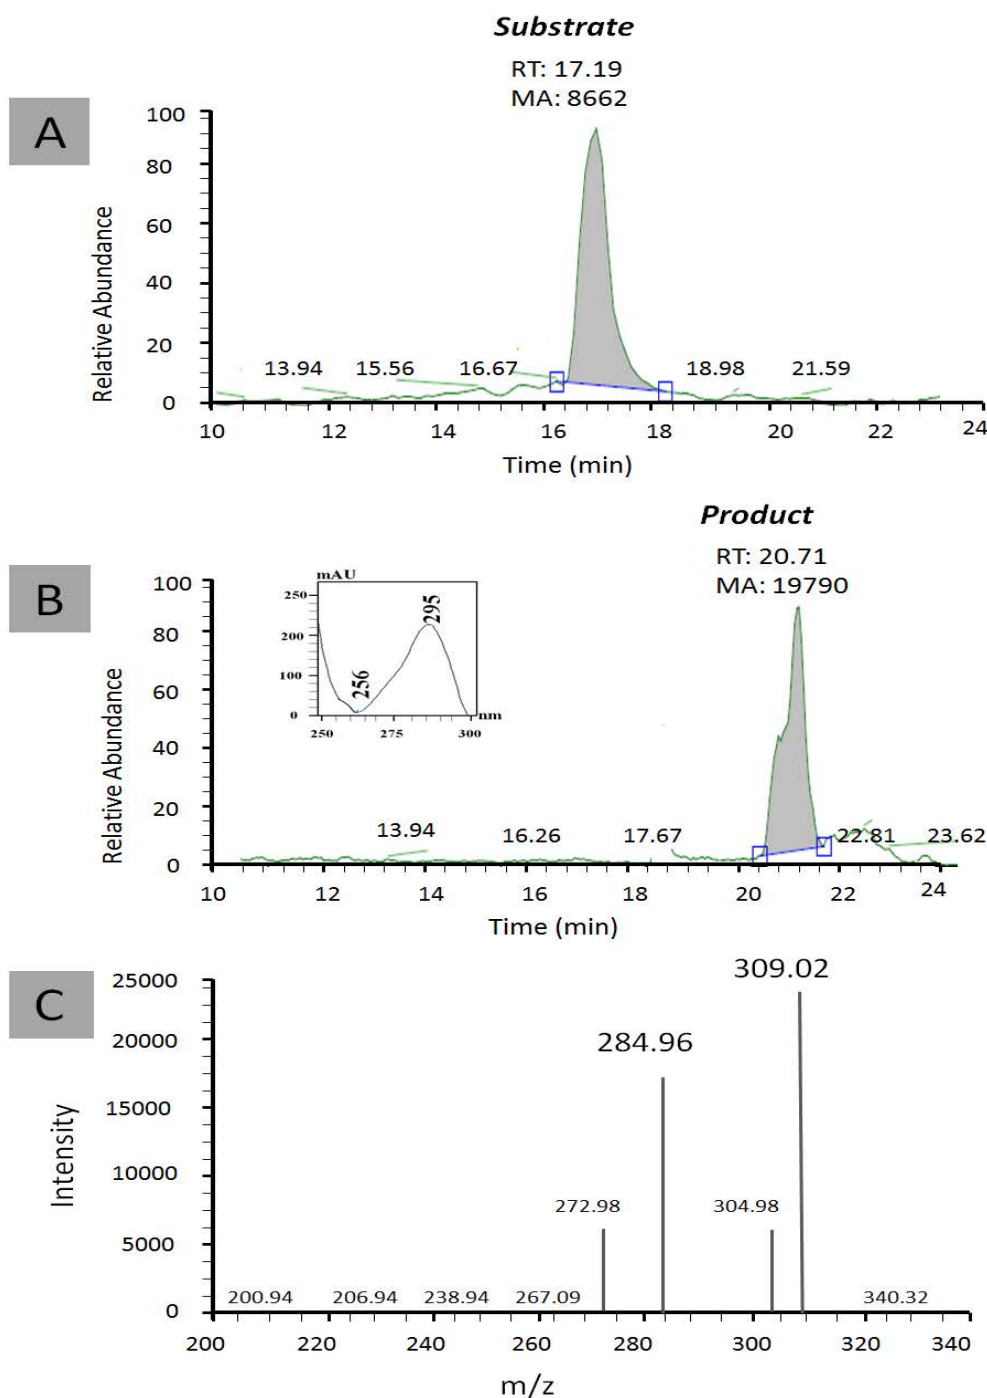 Substrate
RT: 17.19
MA: 8662
A
100
80
60
40
20
0
Relative Abundance
13.94 15.56 16.67 18.98 21.59
10 12 14 16 18 20 22 24
Time (min)
Product
RT: 20.71
MA: 19790
B
100
80
60
40
20
0
Relative Abundance
mAU
250
200
100
0
256
295
250 275 300
nm
13.94 16.26 17.67 22.81 23.62
10 12 14 16 18 20 22 24
Time (min)
C
25000
20000
15000
10000
5000
0
Intensity
309.02
284.96
272.98 304.98
200.94 206.94 238.94 267.09 340.32
200 220 240 260 280 300 320 340
m/z